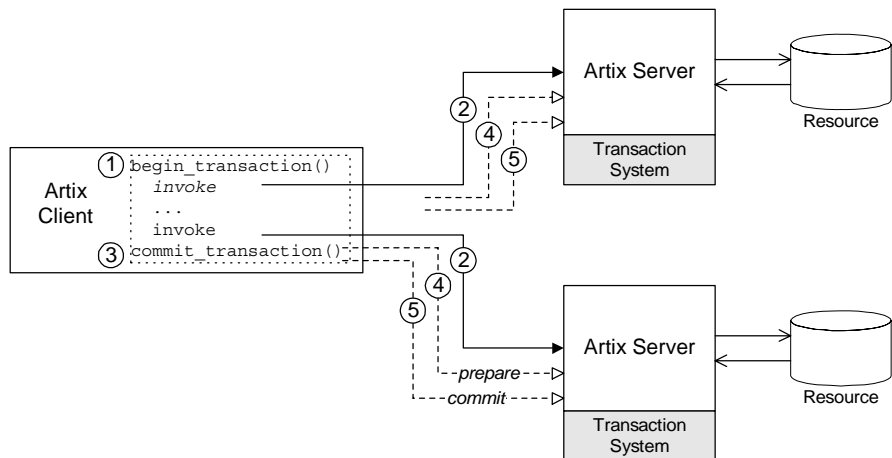 Artix Server
Transaction
System
Resource
2
4
5
Artix
Client
1
begin_transaction()
invoke
...
invoke
3
commit_transaction()
2
4
5
prepare
commit
Artix Server
Transaction
System
Resource